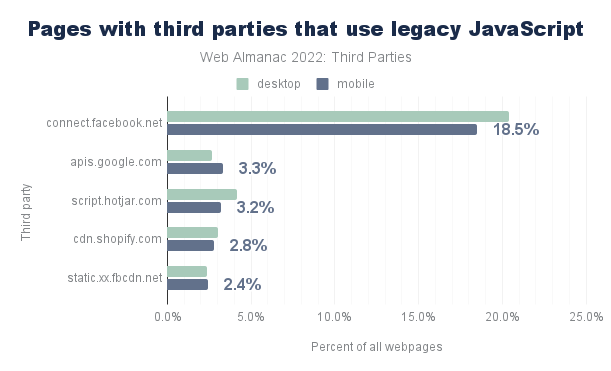 Pages with third parties that use legacy JavaScript
Web Almanac 2022: Third Parties
desktop mobile
Third party
connect.facebook.net 18.5%
apis.google.com 3.3%
script.hotjar.com 3.2%
cdn.shopify.com 2.8%
static.xx.fbcdn.net 2.4%
0.0% 5.0% 10.0% 15.0% 20.0% 25.0%
Percent of all webpages